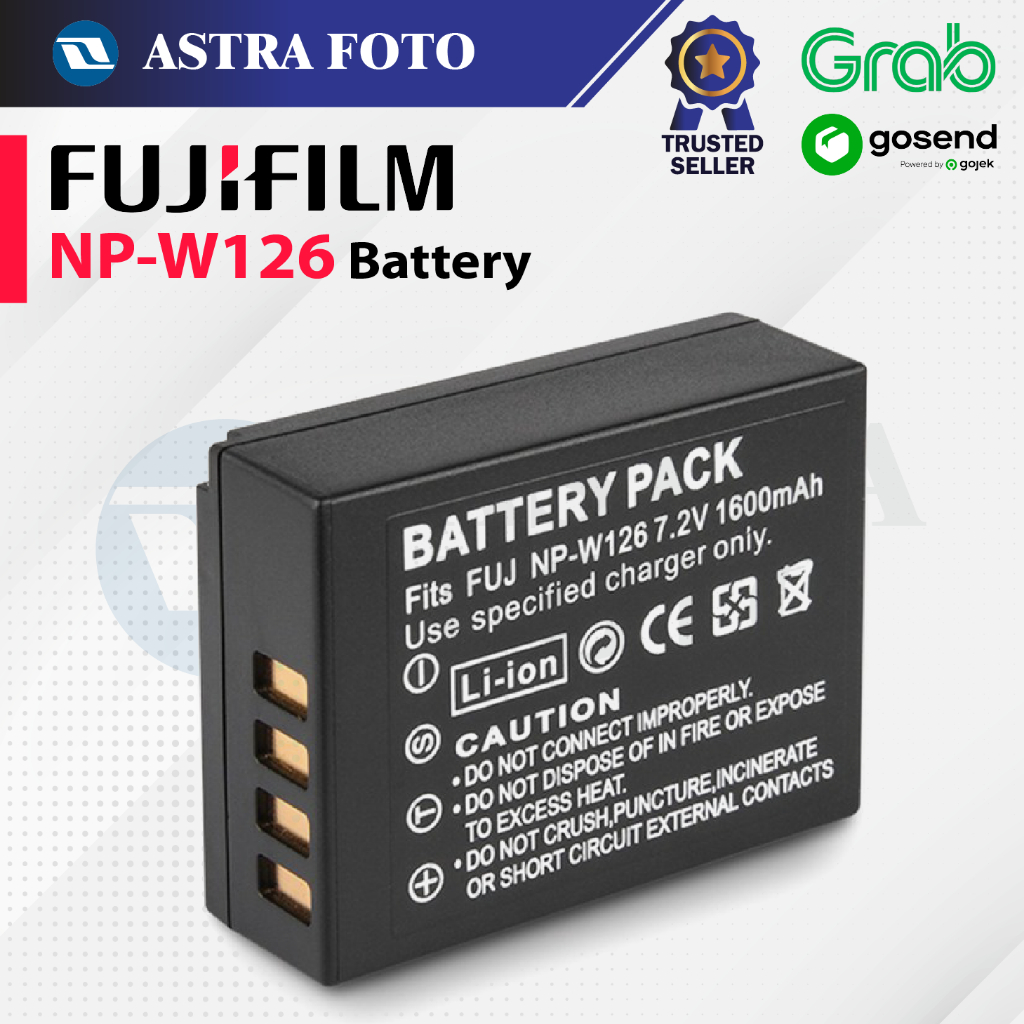 ASTRA FOTO
TRUSTED
SELLER
Grab
gosend
Powered by gojek
FUJIFILM
NP-W126 Battery
BATTERY PACK
Fits FUJ NP-W126 7.2V 1600mAh
Use specified charger only.
Li-ion
CE
S
T
CAUTION
• DO NOT CONNECT IMPROPERLY.
• DO NOT DISPOSE OF IN FIRE OR EXPOSE
TO EXCESS HEAT.
• DO NOT CRUSH,PUNCTURE,INCINERATE
OR SHORT CIRCUIT EXTERNAL CONTACTS
A